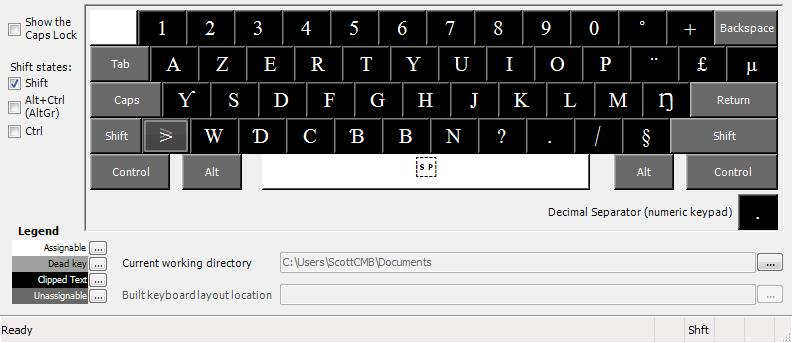 Show the
Caps Lock
Shift states:
Shift
Alt+Ctrl
(AltGr)
Ctrl
1 2 3 4 5 6 7 8 9 0 ° + Backspace
Tab A Z E R T Y U I O P ¨ £ µ
Caps Ƴ S D F G H J K L M Ŋ Return
Shift ⋝ W Ɗ C Ɓ B N ? . / § Shift
Control Alt SP Alt Control
Decimal Separator (numeric keypad) .
Legend
Assignable ...
Dead key ...
Clipped Text ...
Unassignable ...
Current working directory C:\Users\ScottCMB\Documents ...
Built keyboard layout location ...
Ready Shft